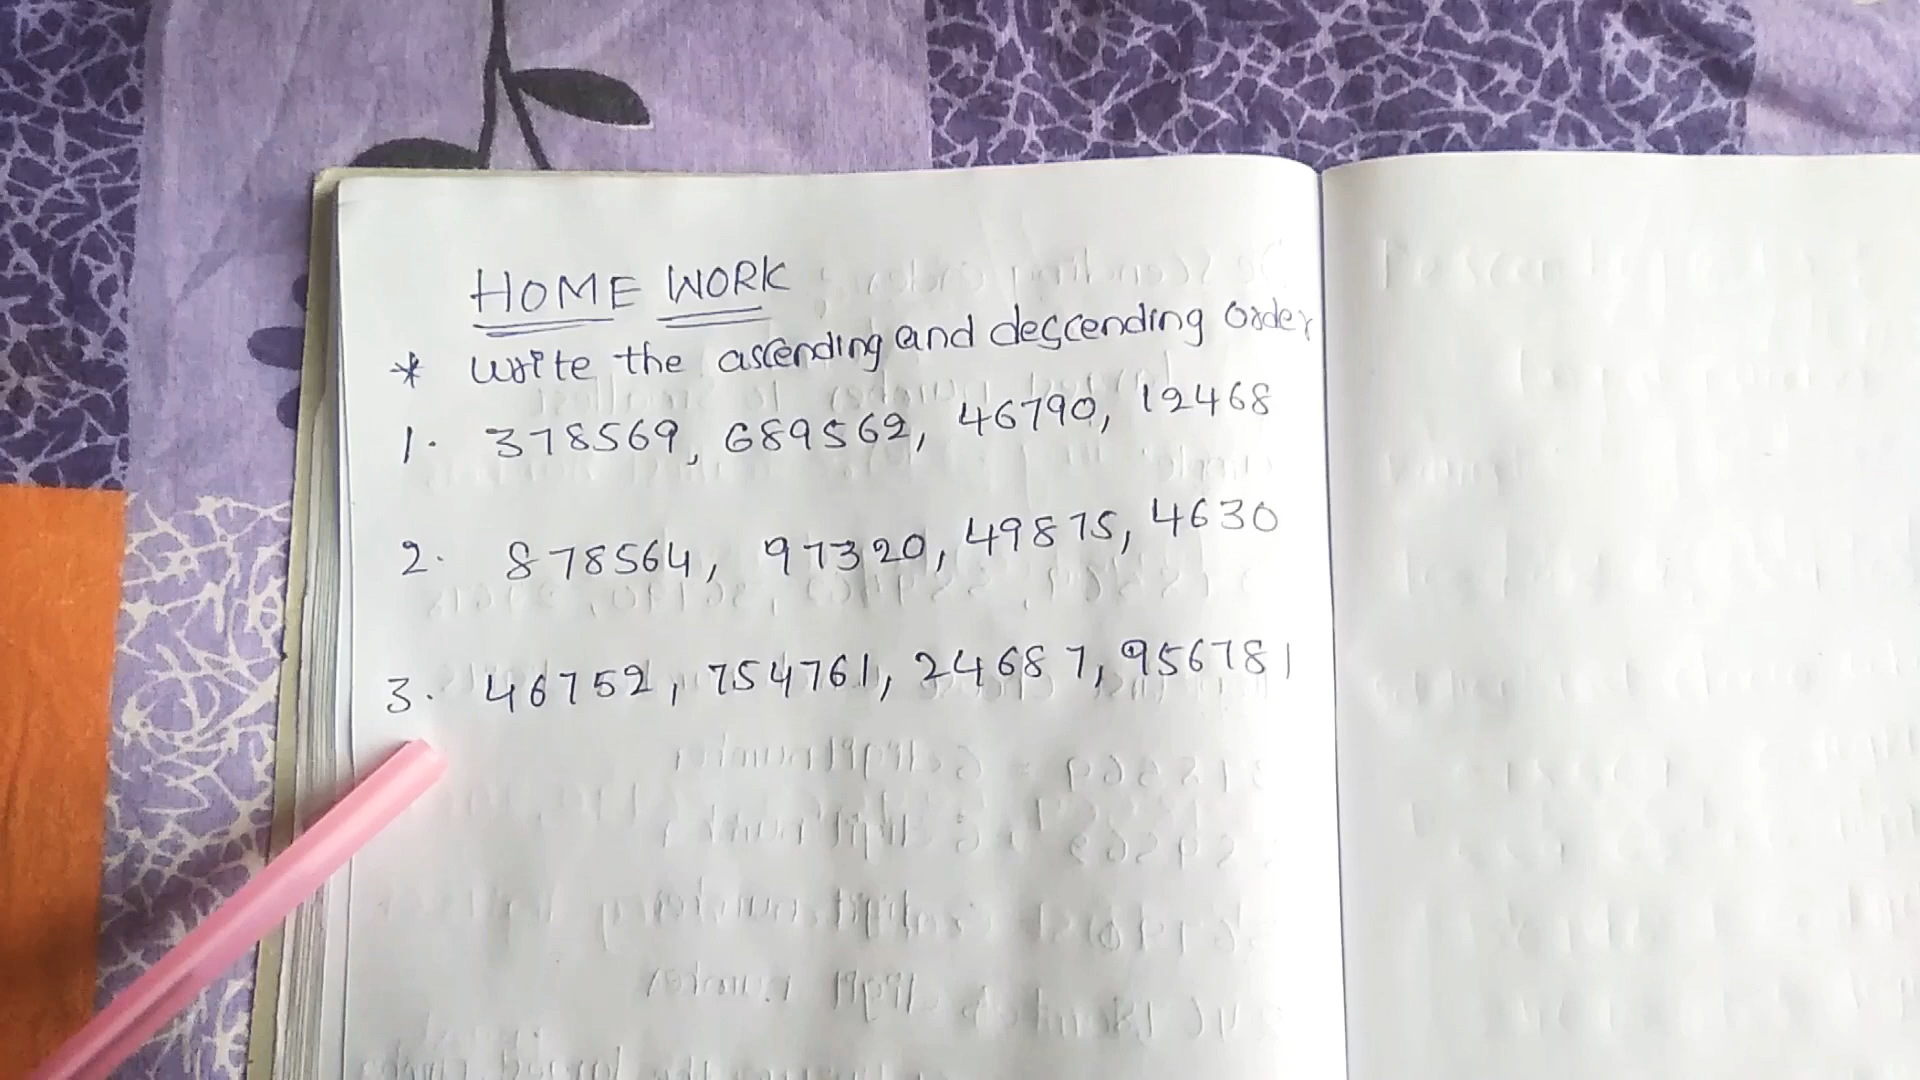 HOME WORK
* Write the ascending and descending order
1. 378569, 689562, 46790, 12468
2. 878564, 97320, 49875, 4630
3. 46752, 754761, 24687, 956781